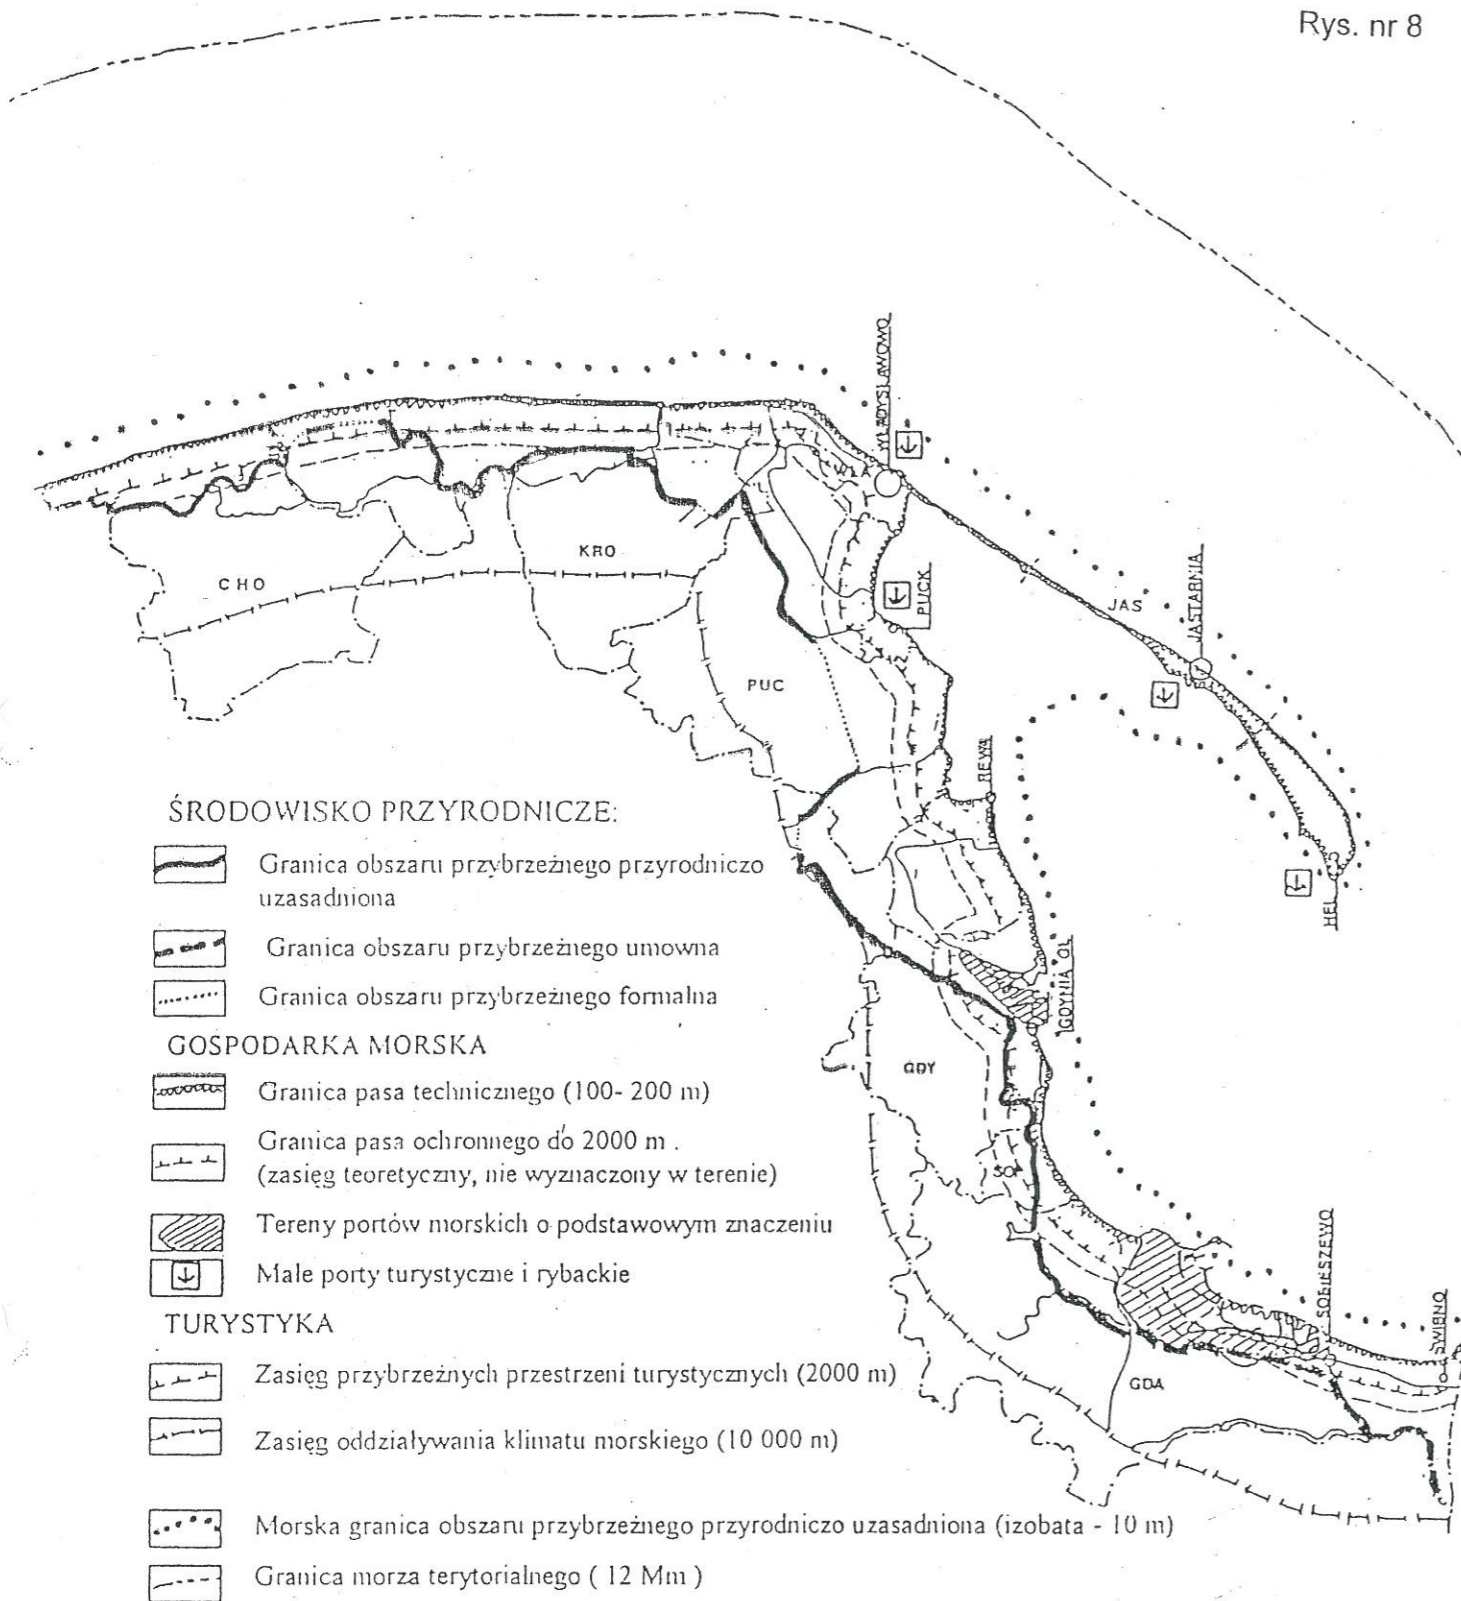 Rys. nr 8
WŁADYSŁAWOWO
WŁA
KRO
CHO
PUCK
JAS
JASTARNIA
PUC
REWA
HEL
ŚRODOWISKO PRZYRODNICZE:
Granica obszaru przybrzeżnego przyrodniczo
uzasadniona
Granica obszaru przybrzeżnego umowna
Granica obszaru przybrzeżnego formalna
GDYNIA GŁ
GOSPODARKA MORSKA
GDY
Granica pasa technicznego (100- 200 m)
Granica pasa ochronnego do 2000 m .
(zasięg teoretyczny, nie wyznaczony w terenie)
SO
Tereny portów morskich o podstawowym znaczeniu
Małe porty turystyczne i rybackie
SOBIESZEWO
ŚWIBNO
TURYSTYKA
Zasięg przybrzeżnych przestrzeni turystycznych (2000 m)
GDA
Zasięg oddziaływania klimatu morskiego (10 000 m)
Morska granica obszaru przybrzeżnego przyrodniczo uzasadniona (izobata - 10 m)
Granica morza terytorialnego ( 12 Mm )